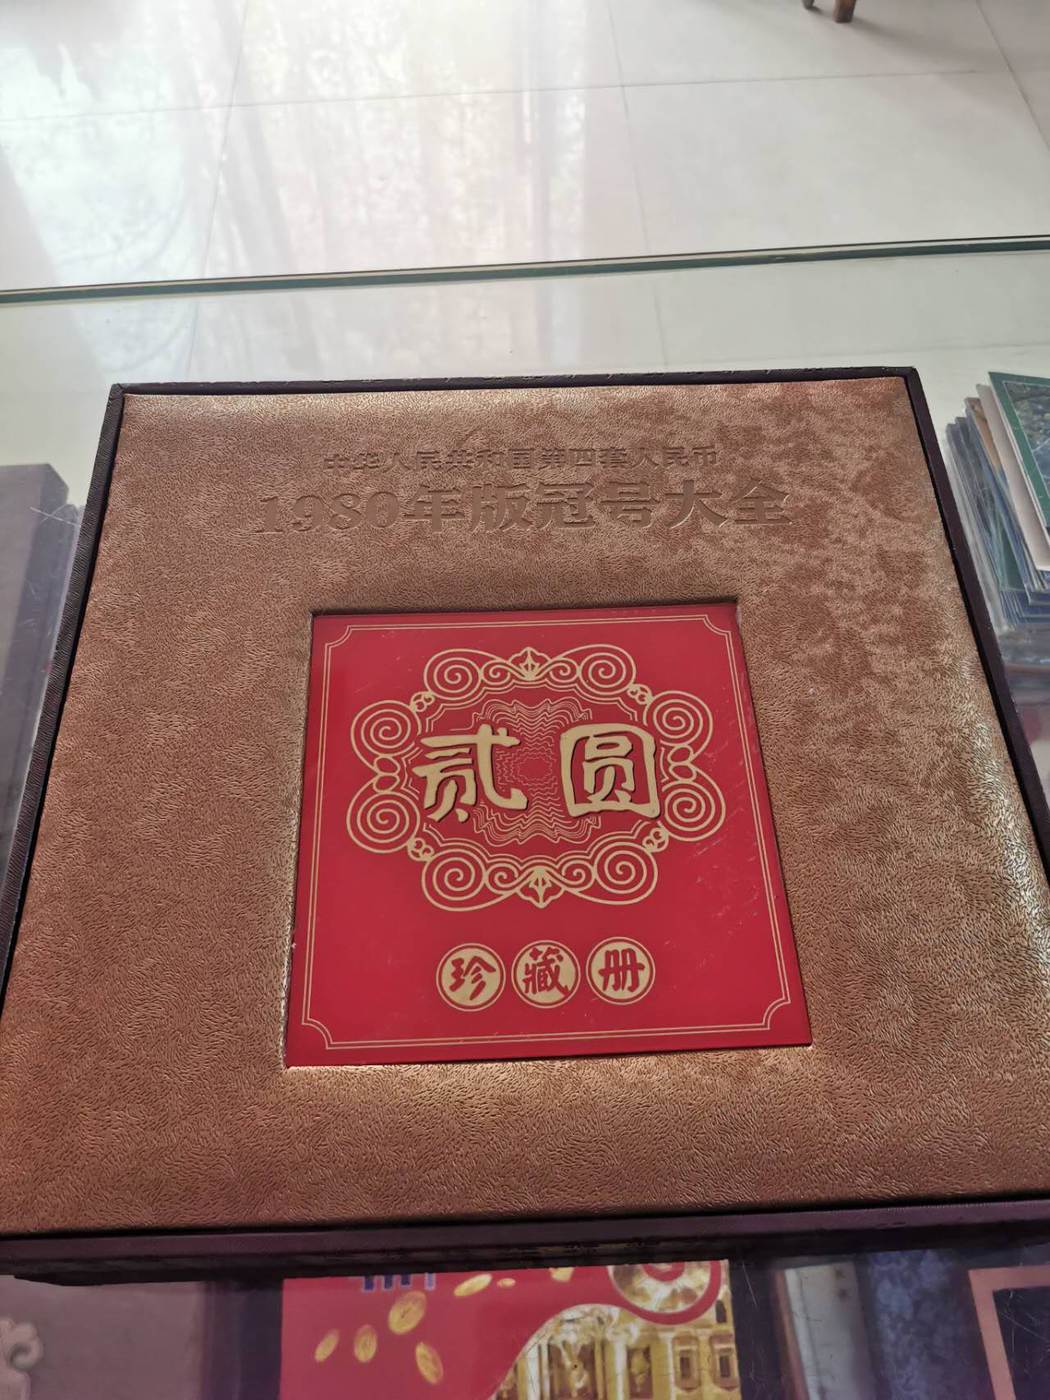 中华人民共和国第四套人民币
1980年版冠号大全
贰圆
珍藏册